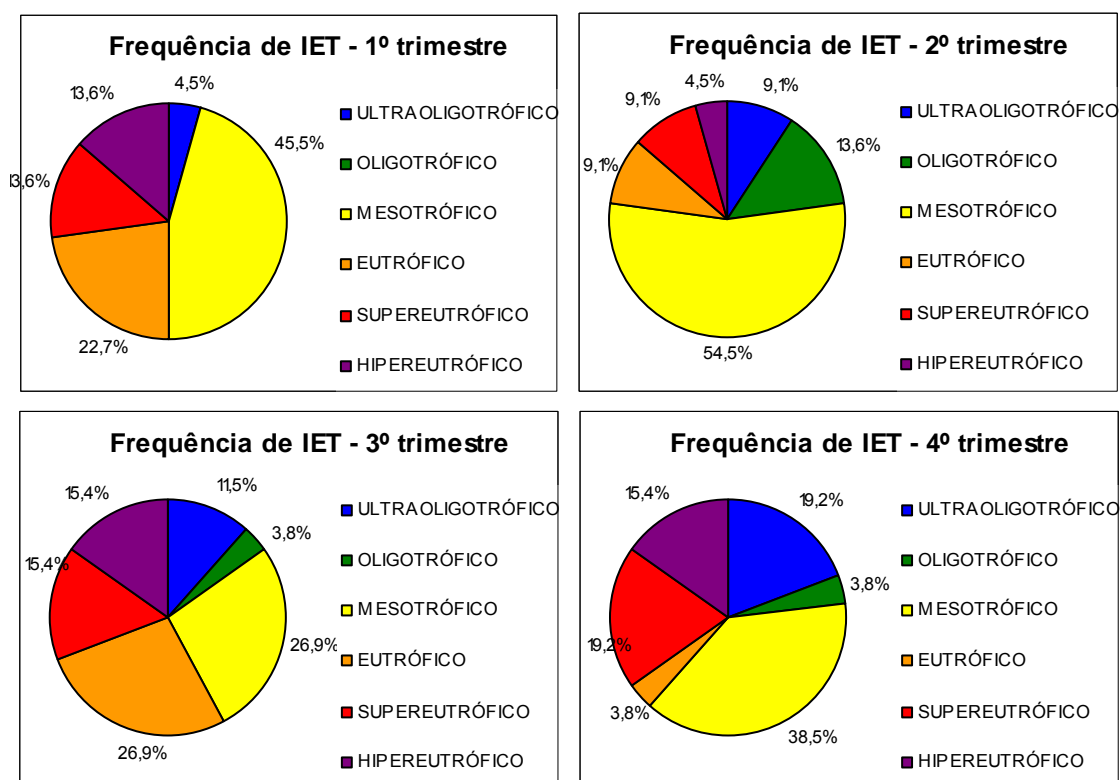 Frequência de IET - 1º trimestre
4,5%
13,6%
45,5%
13,6%
22,7%
ULTRAOLIGOTRÓFICO
OLIGOTRÓFICO
MESOTRÓFICO
EUTRÓFICO
SUPEREUTRÓFICO
HIPEREUTRÓFICO
Frequência de IET - 2º trimestre
4,5%
9,1%
9,1%
13,6%
9,1%
54,5%
ULTRAOLIGOTRÓFICO
OLIGOTRÓFICO
MESOTRÓFICO
EUTRÓFICO
SUPEREUTRÓFICO
HIPEREUTRÓFICO
Frequência de IET - 3º trimestre
15,4%
11,5%
3,8%
15,4%
26,9%
26,9%
ULTRAOLIGOTRÓFICO
OLIGOTRÓFICO
MESOTRÓFICO
EUTRÓFICO
SUPEREUTRÓFICO
HIPEREUTRÓFICO
Frequência de IET - 4º trimestre
15,4%
19,2%
3,8%
19,2%
3,8%
38,5%
ULTRAOLIGOTRÓFICO
OLIGOTRÓFICO
MESOTRÓFICO
EUTRÓFICO
SUPEREUTRÓFICO
HIPEREUTRÓFICO